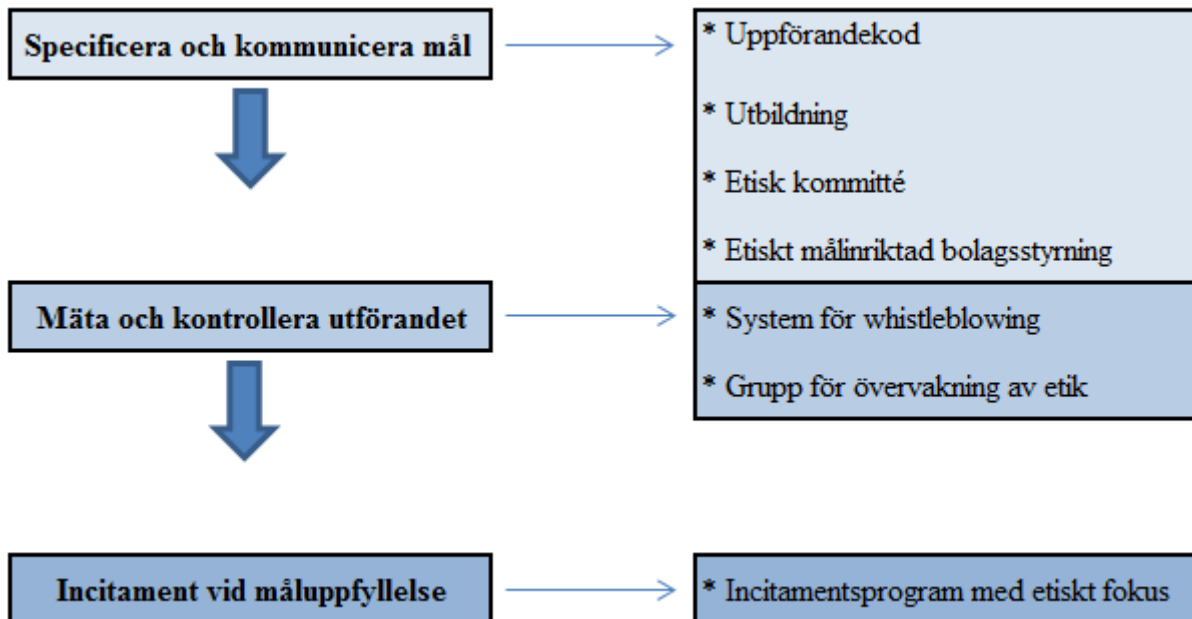 Specificera och kommunicera mål
* Uppförandekod
* Utbildning
* Etisk kommitté
* Etiskt målinriktad bolagsstyrning
Mäta och kontrollera utförandet
* System för whistleblowing
* Grupp för övervakning av etik
Incitament vid måluppfyllelse
* Incitamentsprogram med etiskt fokus